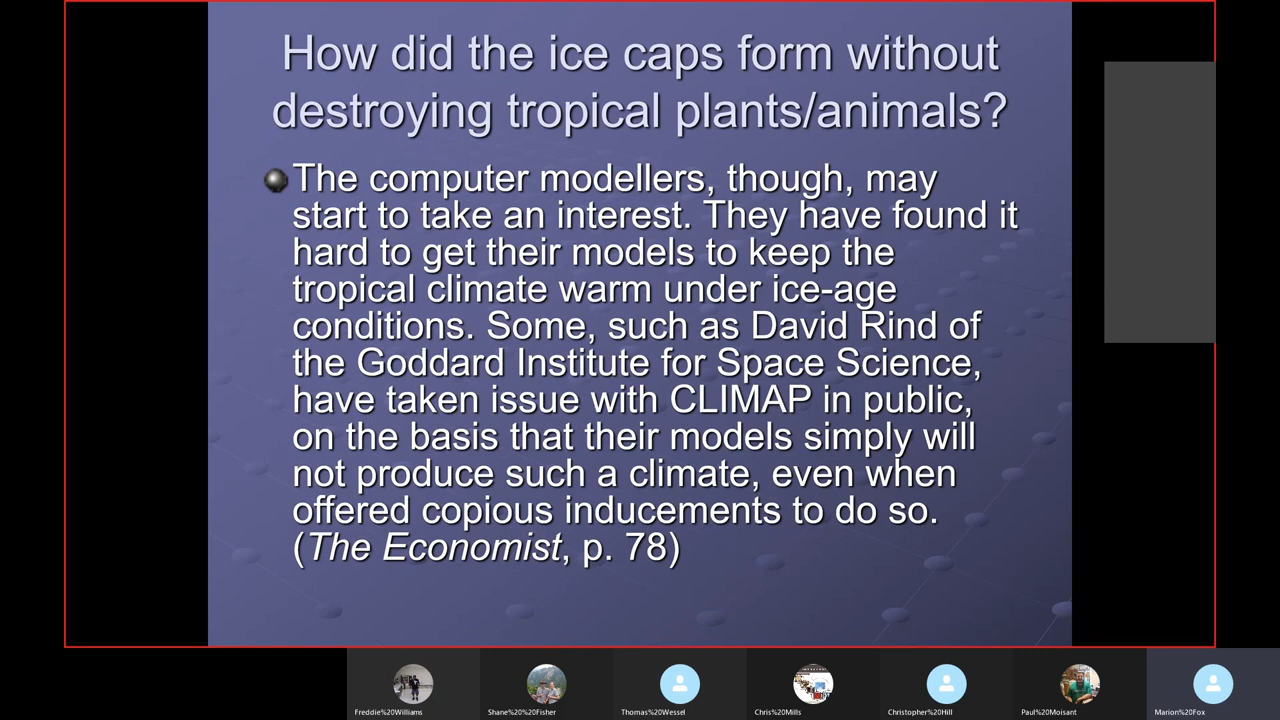 How did the ice caps form without
destroying tropical plants/animals?
The computer modellers, though, may
start to take an interest. They have found it
hard to get their models to keep the
tropical climate warm under ice-age
conditions. Some, such as David Rind of
the Goddard Institute for Space Science,
have taken issue with CLIMAP in public,
on the basis that their models simply will
not produce such a climate, even when
offered copious inducements to do so.
(The Economist, p. 78)
Freddie%20Williams
Shane%20%20Fisher
Thomas%20Wessel
Chris%20Mills
Christopher%20Hill
Paul%20Moisant
Marion%20Fox